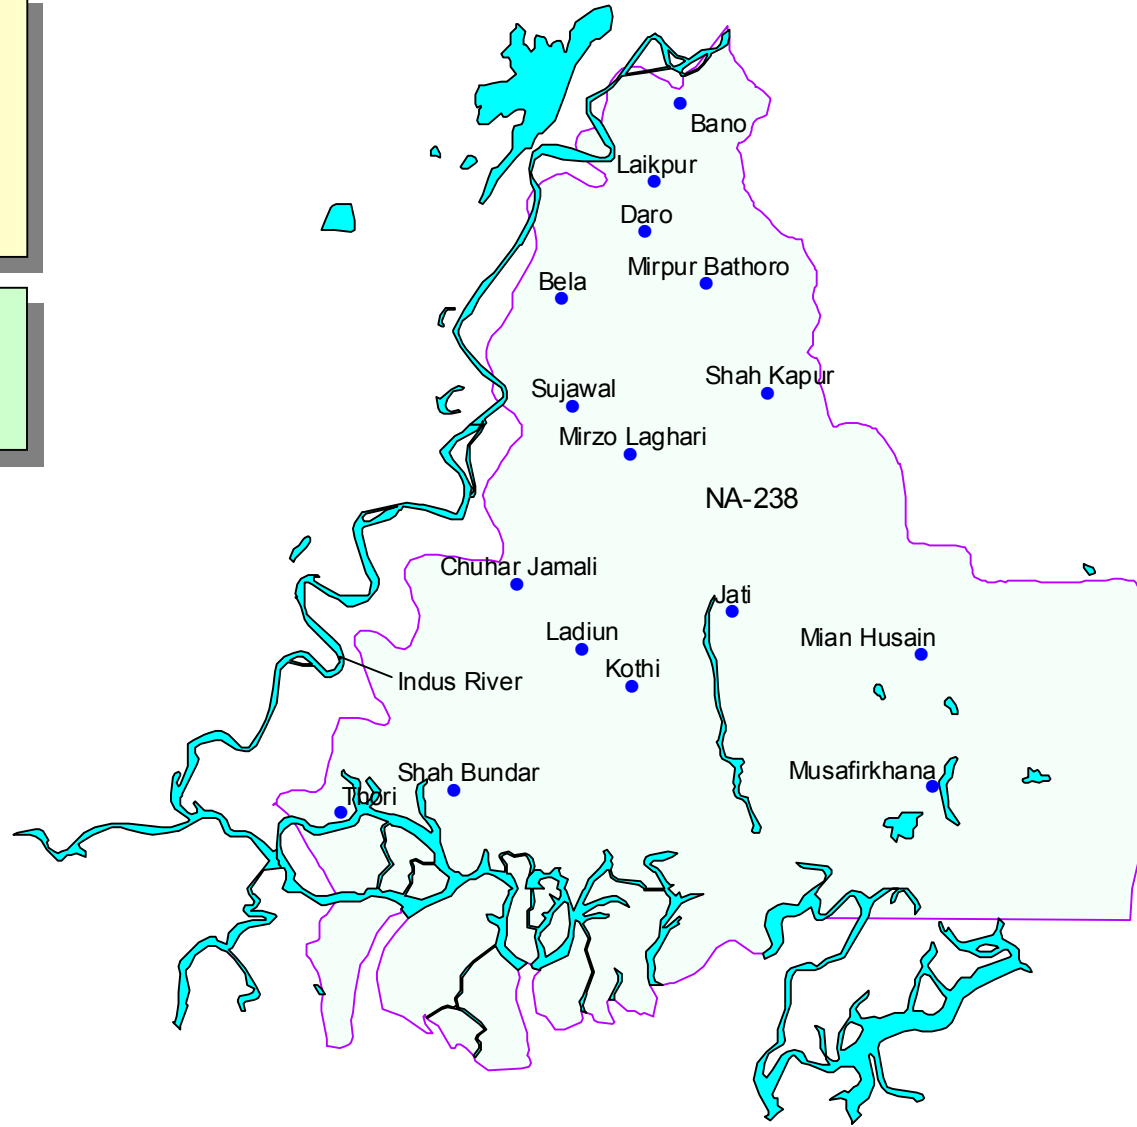 Bano
Laikpur
Daro
Mirpur Bathoro
Bela
Shah Kapur
Sujawal
Mirzo Laghari
NA-238
Chuhar Jamali
Jati
Ladiun
Mian Husain
Kothi
Indus River
Shah Bundar
Musafirkhana
Thori